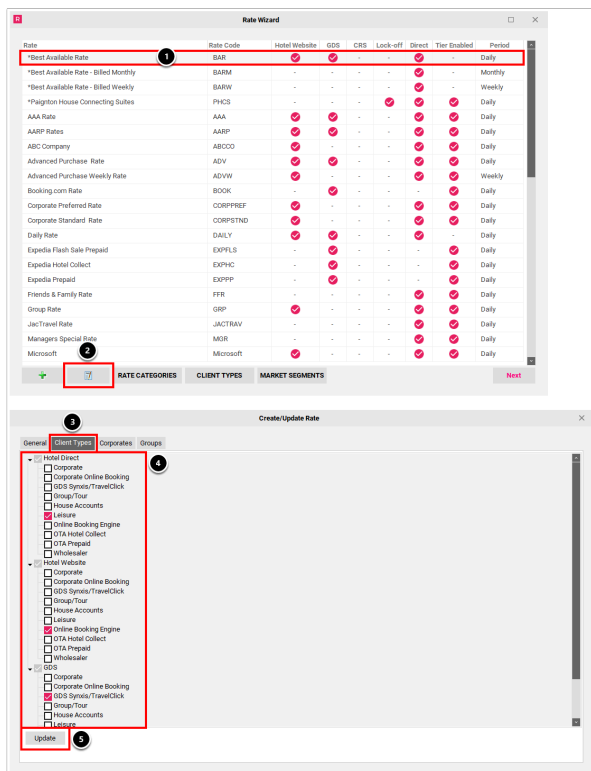 R Rate Wizard
Rate Rate Code Hotel Website GDS CRS Lock-off Direct Tier Enabled Period
*Best Available Rate 1 BAR - - - Daily
*Best Available Rate - Billed Monthly BARM - - - - - Monthly
*Best Available Rate - Billed Weekly BARW - - - - - Weekly
*Paignton House Connecting Suites PHCS - - - Daily
AAA Rate AAA - - Daily
AARP Rates AARP - - Daily
ABC Company ABCCO - - - Daily
Advanced Purchase Rate ADV - - Daily
Advanced Purchase Weekly Rate ADVW - - - Weekly
Booking.com Rate BOOK - - - - Daily
Corporate Preferred Rate CORPPREF - - - Daily
Corporate Standard Rate CORPSTND - - - Daily
Daily Rate DAILY - - - Daily
Expedia Flash Sale Prepaid EXPFLS - - - - Daily
Expedia Hotel Collect EXPHC - - - - Daily
Expedia Prepaid EXPPP - - - - Daily
Friends & Family Rate FFR - - - - Daily
Group Rate GRP - - - Daily
JacTravel Rate JACTRAV - - - - Daily
Managers Special Rate MGR - - - - Daily
Microsoft Microsoft - - - Daily
2
RATE CATEGORIES CLIENT TYPES MARKET SEGMENTS Next
Create/Update Rate
3
General Client Types Corporates Groups
Hotel Direct
4
Corporate
Corporate Online Booking
GDS Synxis/TravelClick
Group/Tour
House Accounts
Leisure
Online Booking Engine
OTA Hotel Collect
OTA Prepaid
Wholesaler
Hotel Website
Corporate
Corporate Online Booking
GDS Synxis/TravelClick
Group/Tour
House Accounts
Leisure
Online Booking Engine
OTA Hotel Collect
OTA Prepaid
Wholesaler
GDS
Corporate
Corporate Online Booking
GDS Synxis/TravelClick
Group/Tour
House Accounts
Leisure
Update 5